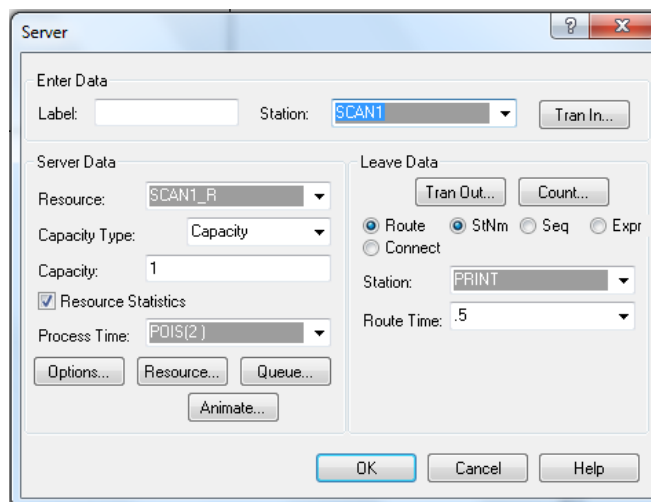 Server
Enter Data
Label: Station: SCAN1 Tran In...
Server Data
Resource: SCAN1_R
Capacity Type: Capacity
Capacity: 1
Resource Statistics
Process Time: POIS(2 )
Options... Resource... Queue...
Animate...
Leave Data
Tran Out... Count...
Route StNm Seq Expr
Connect
Station: PRINT
Route Time: .5
OK Cancel Help